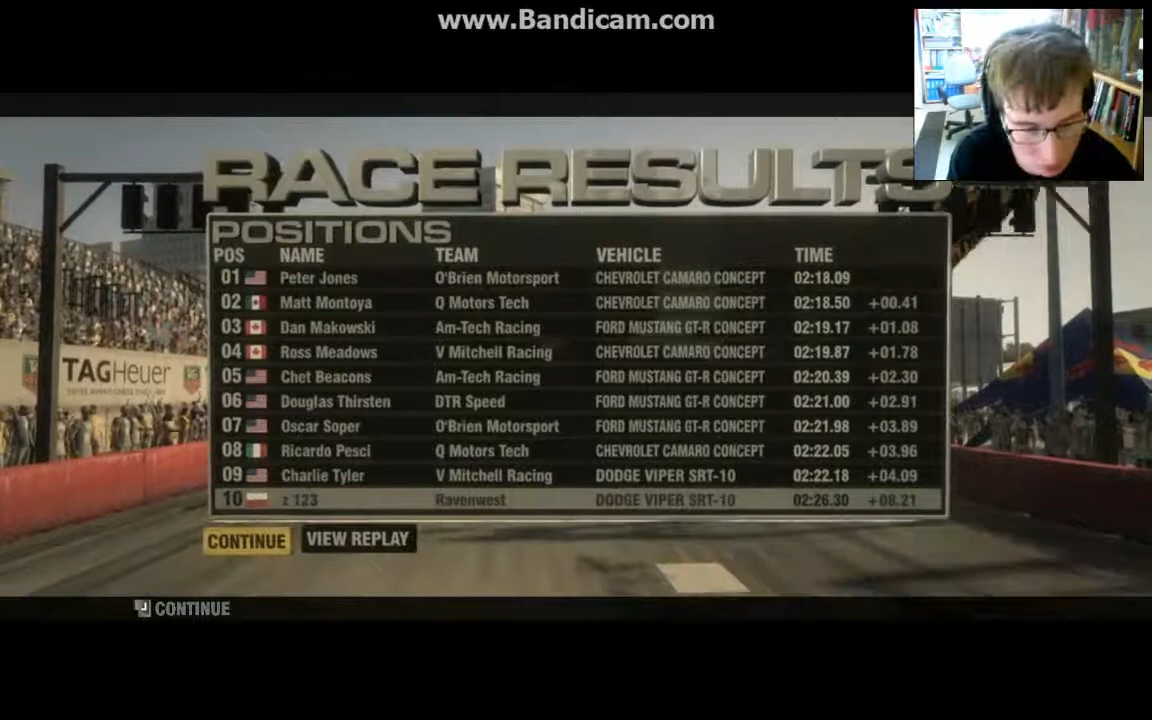 www.Bandicam.com
RACE RESULTS
POSITIONS
POS NAME TEAM VEHICLE TIME
01 Peter Jones O'Brien Motorsport CHEVROLET CAMARO CONCEPT 02:18.09
02 Matt Montoya Q Motors Tech CHEVROLET CAMARO CONCEPT 02:18.50 +00.41
03 Dan Makowski Am-Tech Racing FORD MUSTANG GT-R CONCEPT 02:19.17 +01.08
04 Ross Meadows V Mitchell Racing CHEVROLET CAMARO CONCEPT 02:19.87 +01.78
05 Chet Beacons Am-Tech Racing FORD MUSTANG GT-R CONCEPT 02:20.39 +02.30
06 Douglas Thirsten DTR Speed FORD MUSTANG GT-R CONCEPT 02:21.00 +02.91
07 Oscar Soper O'Brien Motorsport FORD MUSTANG GT-R CONCEPT 02:21.98 +03.89
08 Ricardo Pesci Q Motors Tech CHEVROLET CAMARO CONCEPT 02:22.05 +03.96
09 Charlie Tyler V Mitchell Racing DODGE VIPER SRT-10 02:22.18 +04.09
10 z 123 Ravenwest DODGE VIPER SRT-10 02:26.30 +08.21
CONTINUE VIEW REPLAY
CONTINUE
TAGHeuer